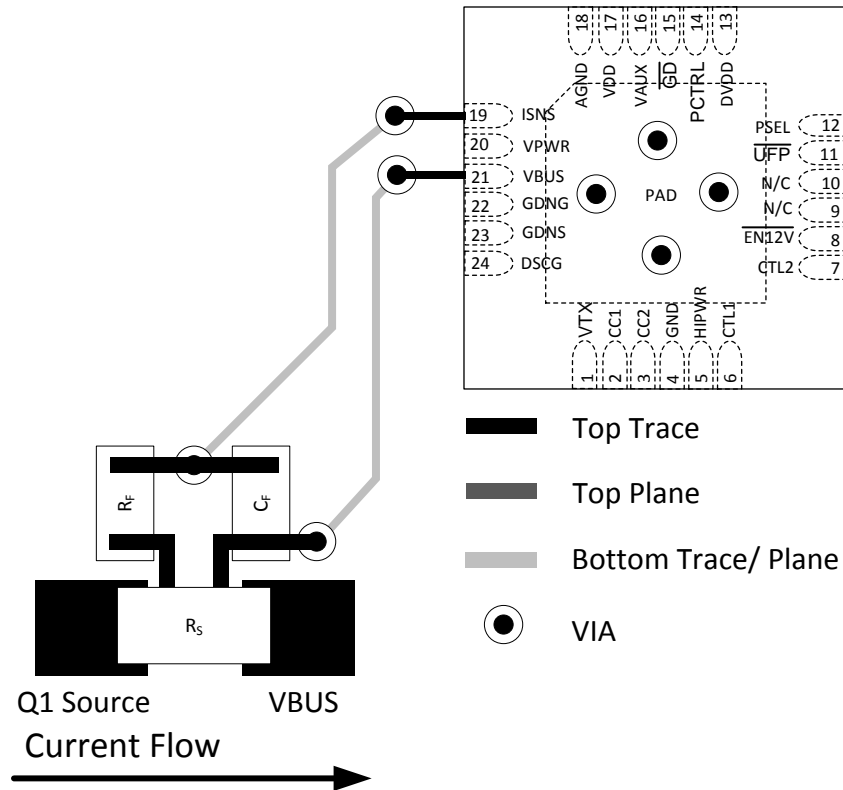 18 17 16 15 14 13
AGND VDD VAUX GD PCTRL DVDD
19 ISNS
20 VPWR
21 VBUS
22 GDNG
23 GDNS
24 DSCG
PAD
PSEL 12
UFP 11
N/C 10
N/C 9
EN12V 8
CTL2 7
VTX CC1 CC2 GND HIPWR CTL1
1 2 3 4 5 6
RF CF
RS
Q1 Source VBUS
Current Flow
Top Trace
Top Plane
Bottom Trace/ Plane
VIA